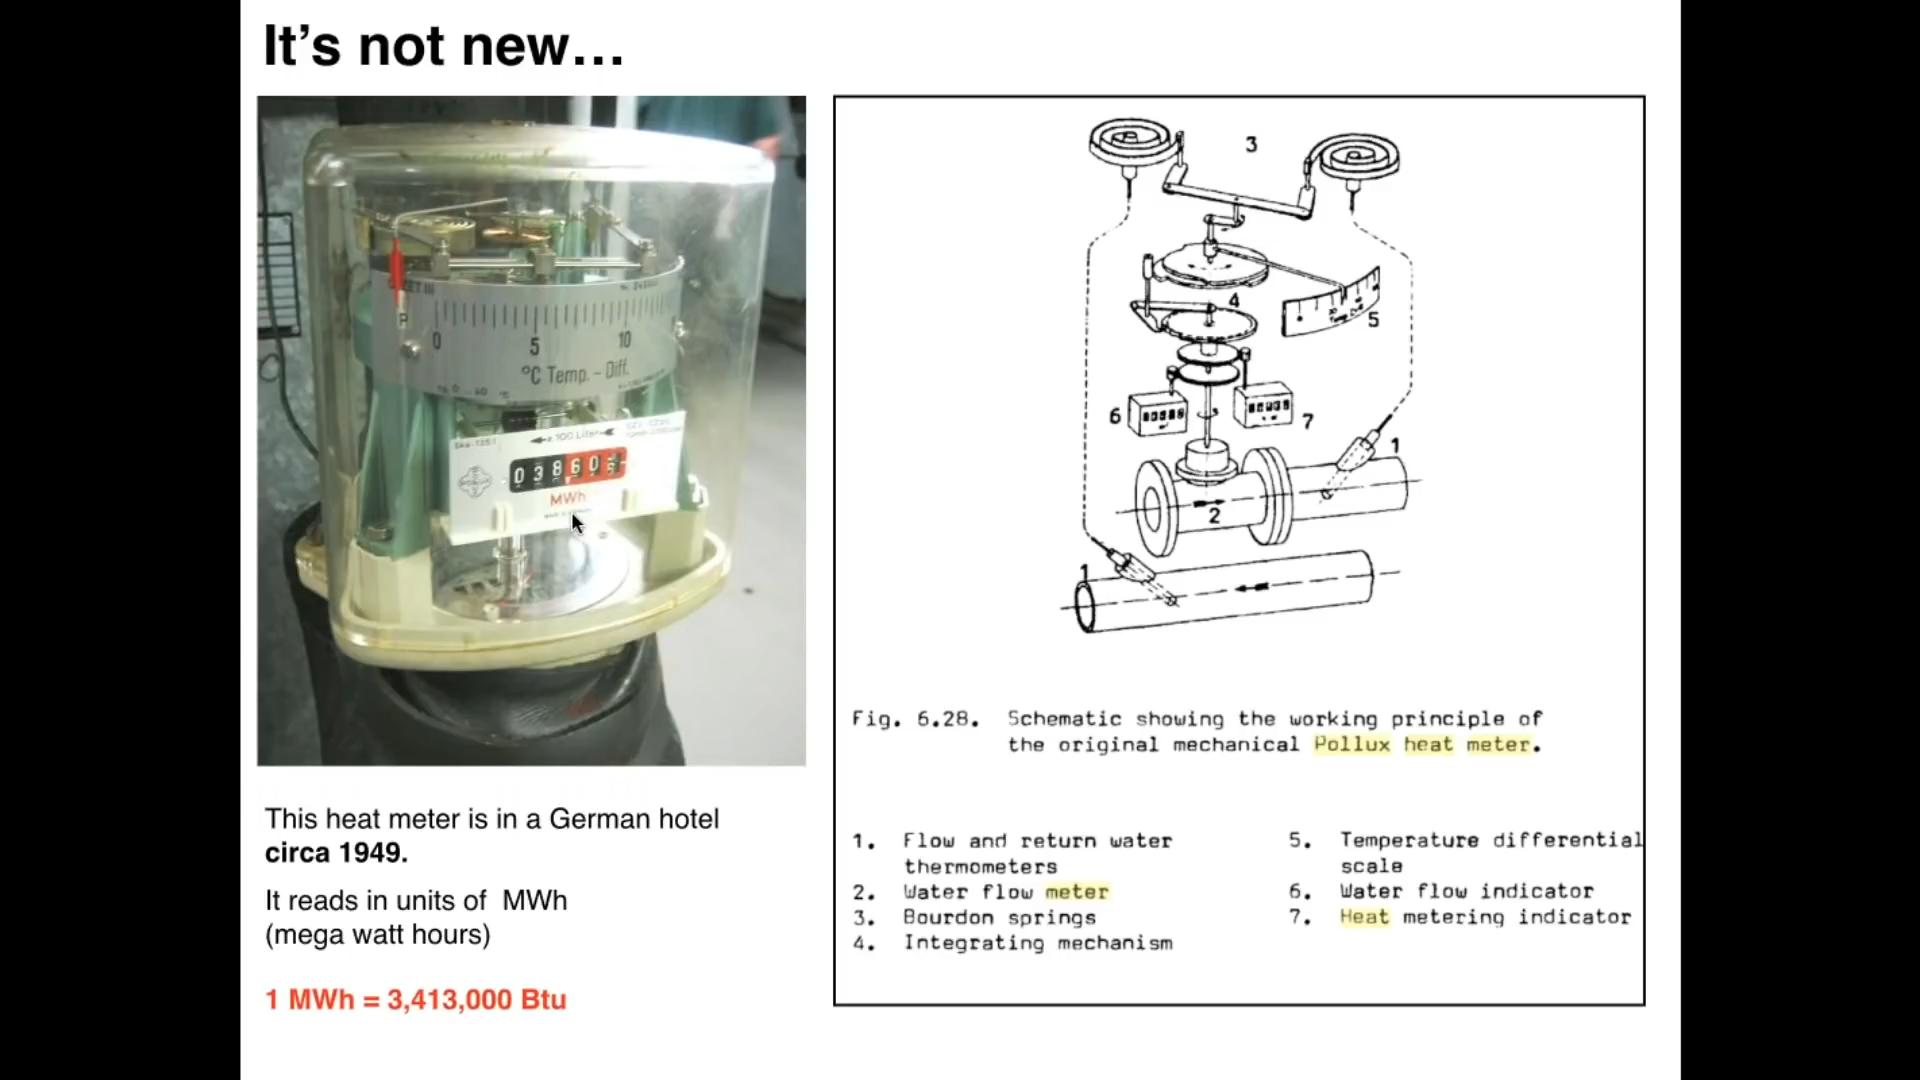 It's not new...
P
0 5 10
°C Temp. - Diff.
x 100 Liter
03860
MWh
This heat meter is in a German hotel
circa 1949.
It reads in units of MWh
(mega watt hours)
1 MWh = 3,413,000 Btu
3
4
5
6
7
1
2
1
Fig. 6.28. Schematic showing the working principle of
the original mechanical Pollux heat meter.
1. Flow and return water
thermometers
2. Water flow meter
3. Bourdon springs
4. Integrating mechanism
5. Temperature differential
scale
6. Water flow indicator
7. Heat metering indicator